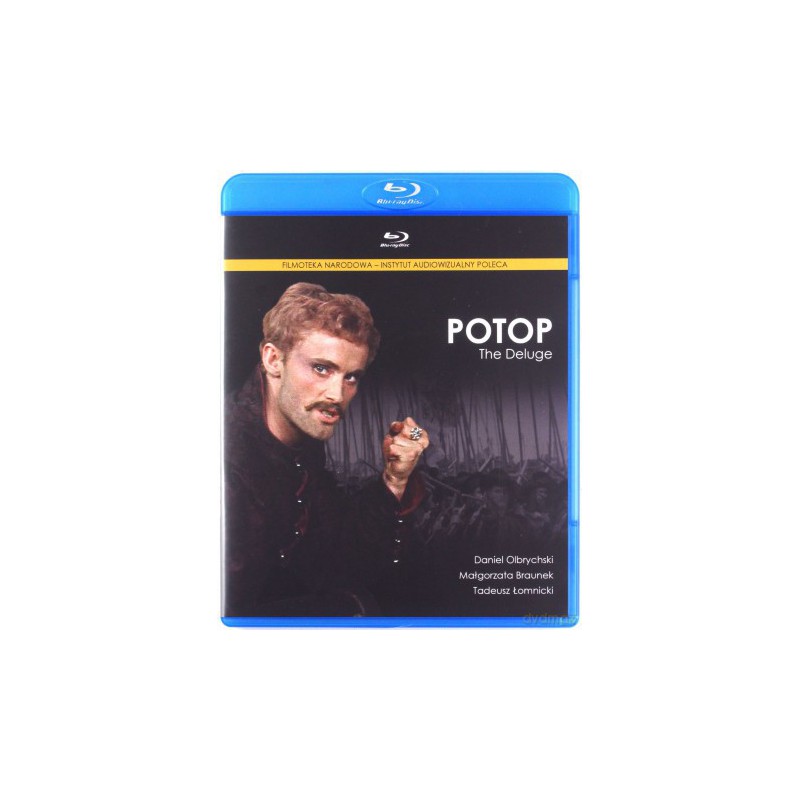 Blu-ray Disc
Blu-ray Disc
FILMOTEKA NARODOWA – INSTYTUT AUDIOWIZUALNY POLECA
POTOP
The Deluge
Daniel Olbrychski
Małgorzata Braunek
Tadeusz Łomnicki